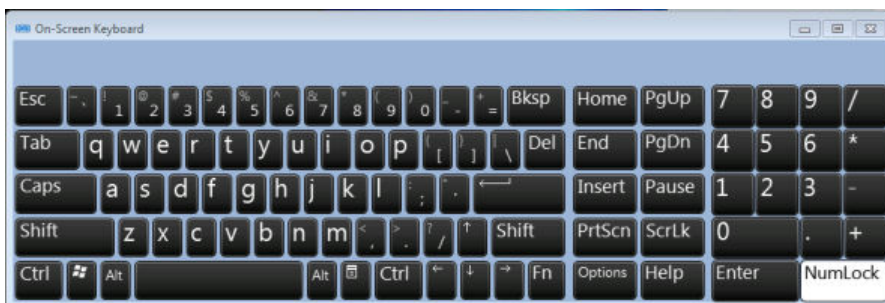 On-Screen Keyboard
Esc ~ ` ! 1 @ 2 # 3 $ 4 % 5 ^ 6 & 7 * 8 ( 9 ) 0 _ - + = Bksp Home PgUp 7 8 9 /
Tab q w e r t y u i o p { [ } ] | \ Del End PgDn 4 5 6 *
Caps a s d f g h j k l : ; " ' Insert Pause 1 2 3 -
Shift z x c v b n m < , > . ? / ↑ Shift PrtScn ScrLk 0 . +
Ctrl Alt Alt Ctrl ← ↓ → Fn Options Help Enter NumLock